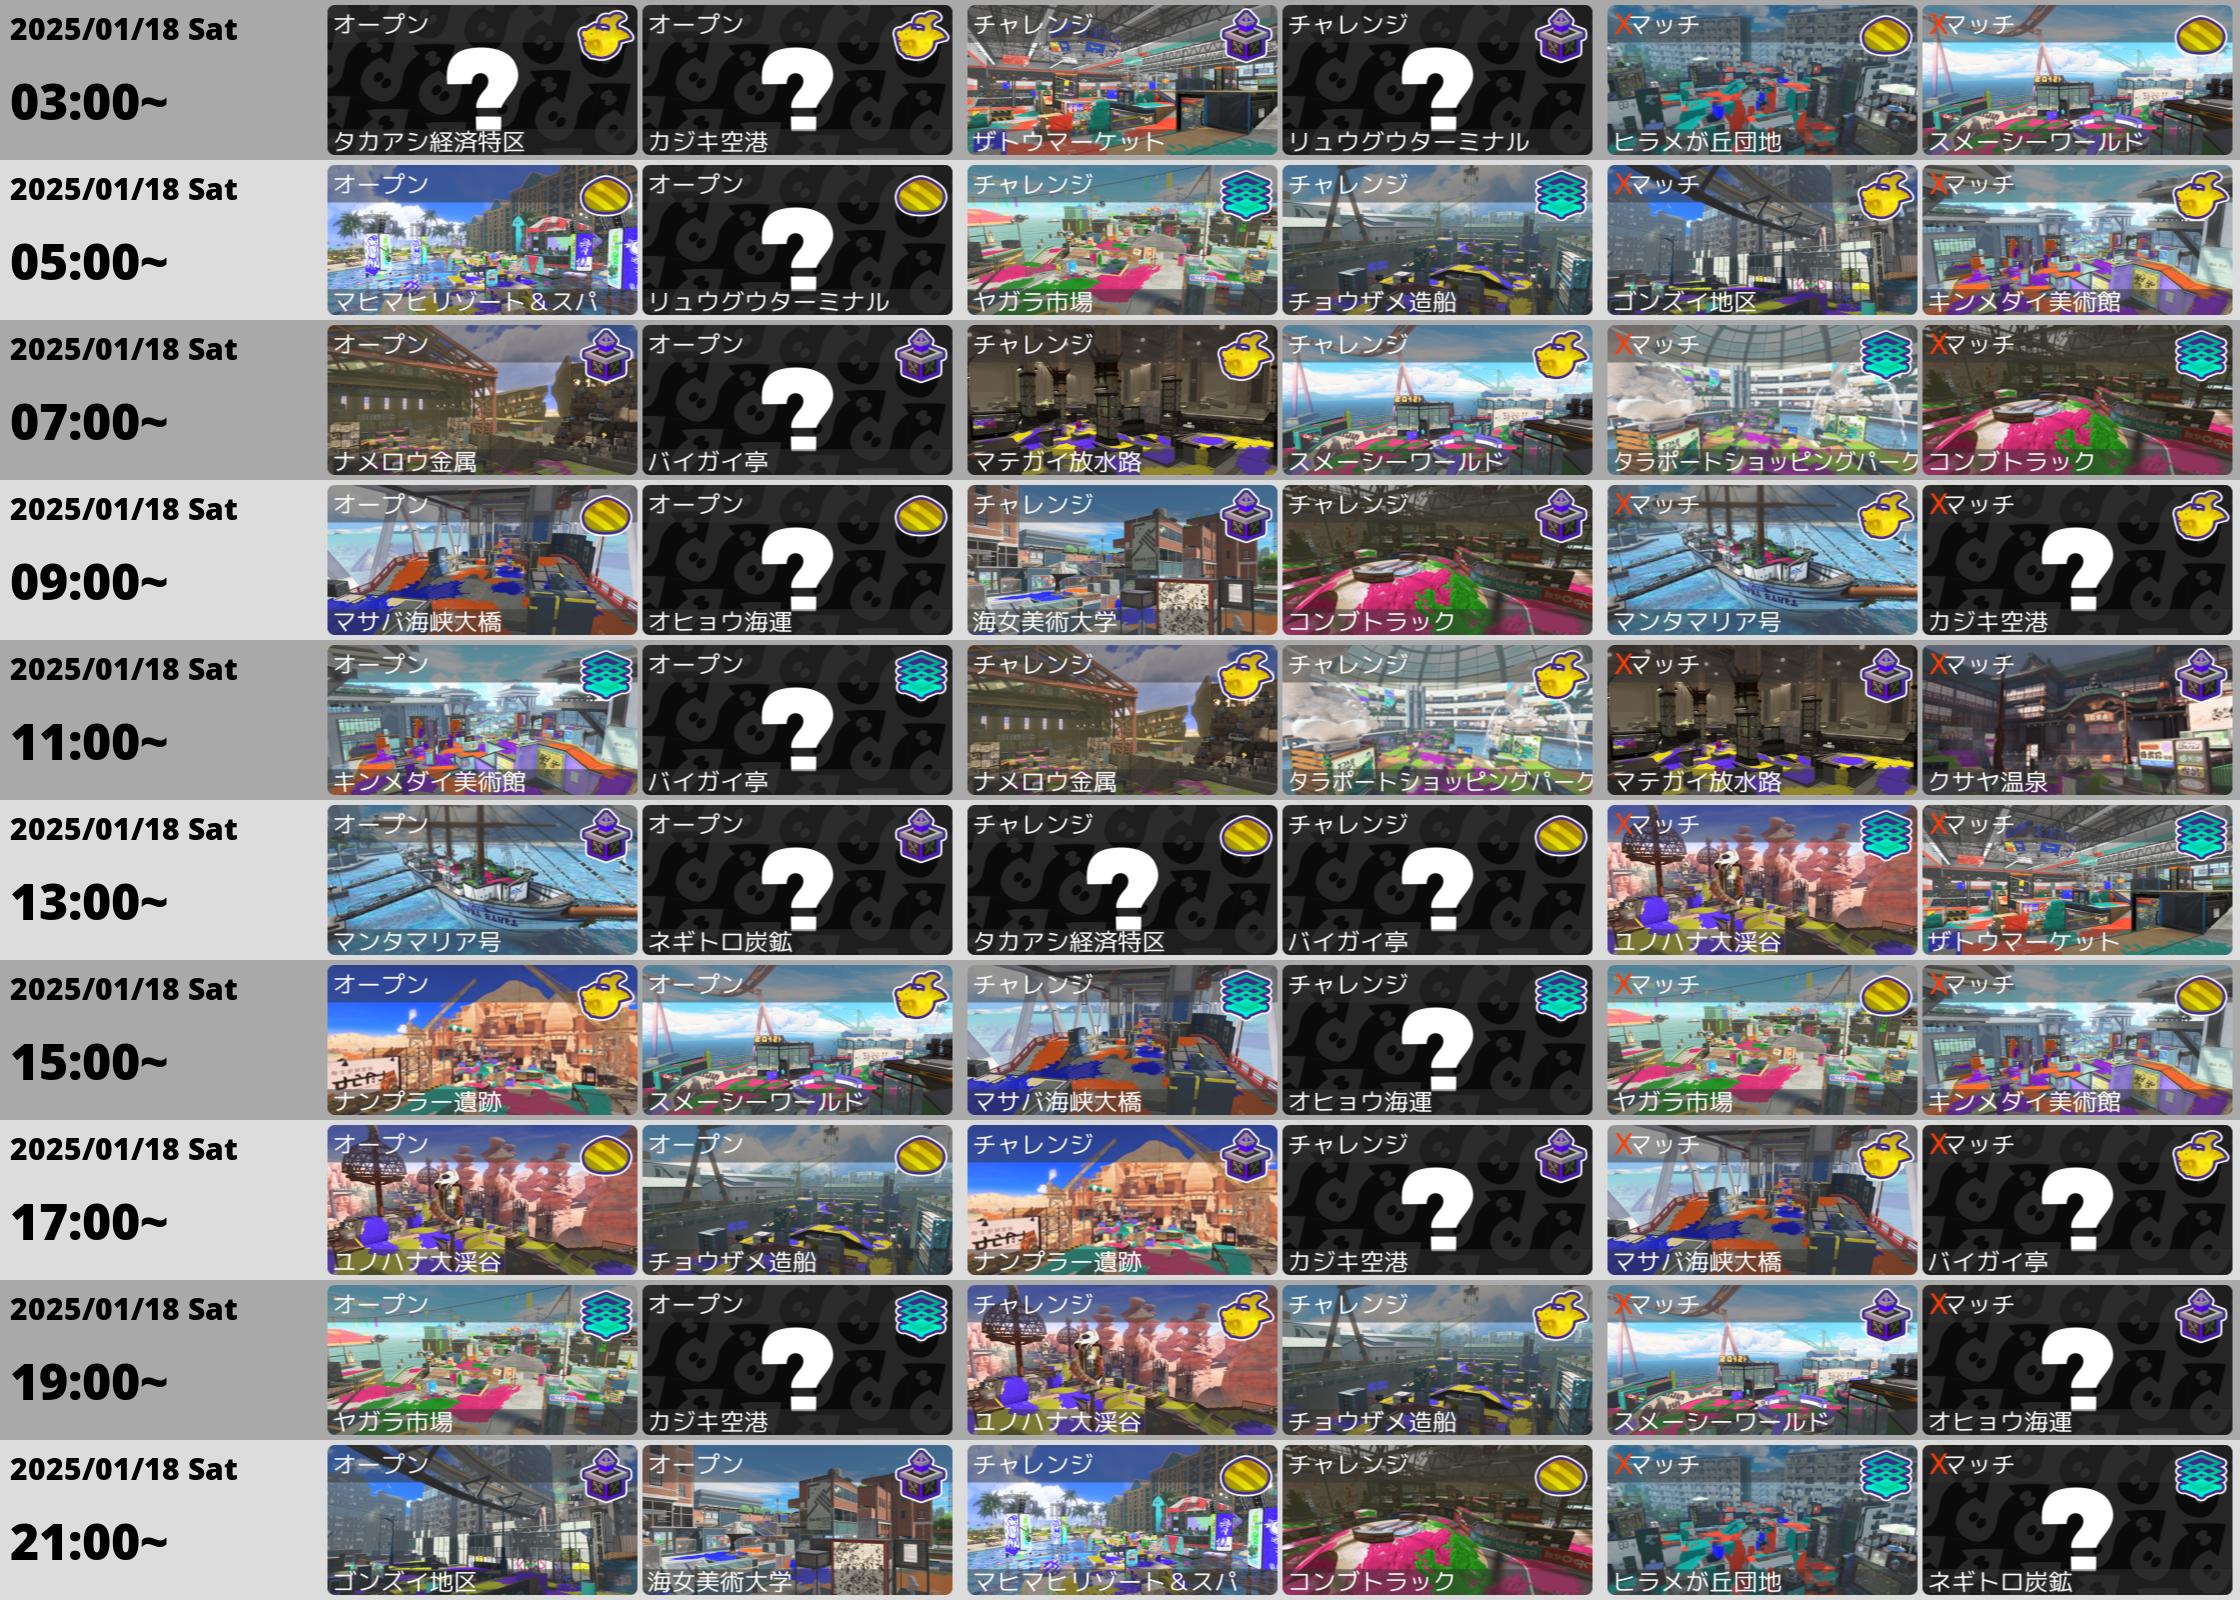 2025/01/18 Sat
03:00~
オープン
タカアシ経済特区
オープン
カジキ空港
チャレンジ
ザトウマーケット
チャレンジ
リュウグウターミナル
Xマッチ
ヒラメが丘団地
Xマッチ
スメーシーワールド
2025/01/18 Sat
05:00~
オープン
マヒマヒリゾート＆スパ
オープン
リュウグウターミナル
チャレンジ
ヤガラ市場
チャレンジ
チョウザメ造船
Xマッチ
ゴンズイ地区
Xマッチ
キンメダイ美術館
2025/01/18 Sat
07:00~
オープン
ナメロウ金属
オープン
バイガイ亭
チャレンジ
マテガイ放水路
チャレンジ
スメーシーワールド
Xマッチ
タラポートショッピングパーク
Xマッチ
コンブトラック
2025/01/18 Sat
09:00~
オープン
マサバ海峡大橋
オープン
オヒョウ海運
チャレンジ
海女美術大学
チャレンジ
コンブトラック
Xマッチ
マンタマリア号
Xマッチ
カジキ空港
2025/01/18 Sat
11:00~
オープン
キンメダイ美術館
オープン
バイガイ亭
チャレンジ
ナメロウ金属
チャレンジ
タラポートショッピングパーク
Xマッチ
マテガイ放水路
Xマッチ
クサヤ温泉
2025/01/18 Sat
13:00~
オープン
マンタマリア号
オープン
ネギトロ炭鉱
チャレンジ
タカアシ経済特区
チャレンジ
バイガイ亭
Xマッチ
ユノハナ大渓谷
Xマッチ
ザトウマーケット
2025/01/18 Sat
15:00~
オープン
ナンプラー遺跡
オープン
スメーシーワールド
チャレンジ
マサバ海峡大橋
チャレンジ
オヒョウ海運
Xマッチ
ヤガラ市場
Xマッチ
キンメダイ美術館
2025/01/18 Sat
17:00~
オープン
ユノハナ大渓谷
オープン
チョウザメ造船
チャレンジ
ナンプラー遺跡
チャレンジ
カジキ空港
Xマッチ
マサバ海峡大橋
Xマッチ
バイガイ亭
2025/01/18 Sat
19:00~
オープン
ヤガラ市場
オープン
カジキ空港
チャレンジ
ユノハナ大渓谷
チャレンジ
チョウザメ造船
Xマッチ
スメーシーワールド
Xマッチ
オヒョウ海運
2025/01/18 Sat
21:00~
オープン
ゴンズイ地区
オープン
海女美術大学
チャレンジ
マヒマヒリゾート＆スパ
チャレンジ
コンブトラック
Xマッチ
ヒラメが丘団地
Xマッチ
ネギトロ炭鉱